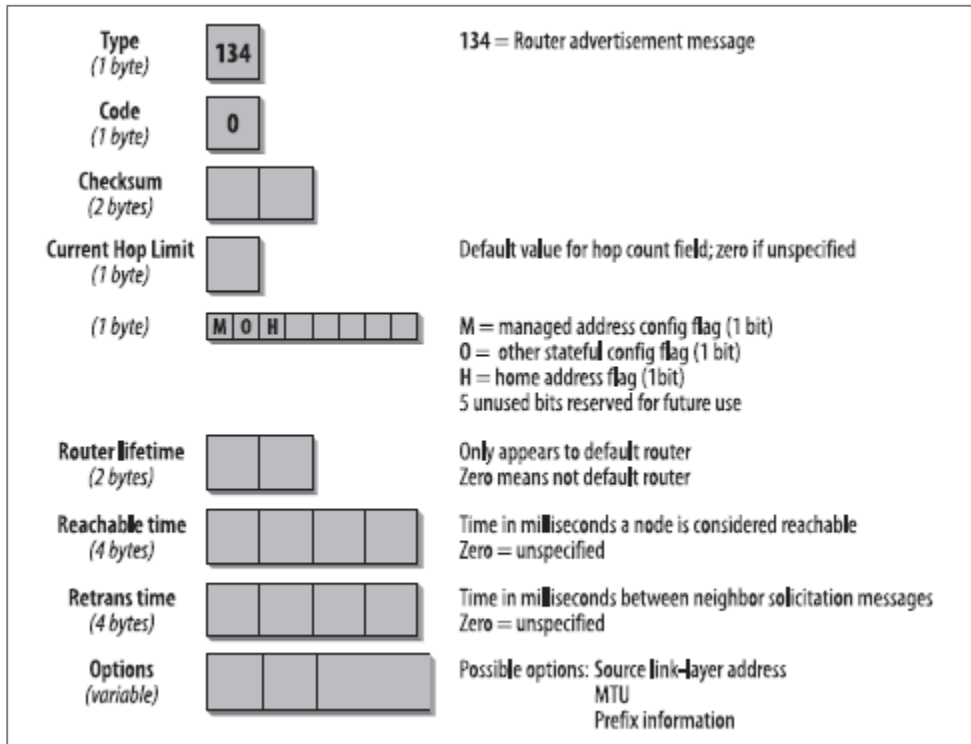 Type
(1 byte)
134
134 = Router advertisement message
Code
(1 byte)
0
Checksum
(2 bytes)
Current Hop Limit
(1 byte)
Default value for hop count field; zero if unspecified
(1 byte)
M O H
M = managed address config flag (1 bit)
O = other stateful config flag (1 bit)
H = home address flag (1bit)
5 unused bits reserved for future use
Router lifetime
(2 bytes)
Only appears to default router
Zero means not default router
Reachable time
(4 bytes)
Time in milliseconds a node is considered reachable
Zero = unspecified
Retrans time
(4 bytes)
Time in milliseconds between neighbor solicitation messages
Zero = unspecified
Options
(variable)
Possible options: Source link-layer address
MTU
Prefix information